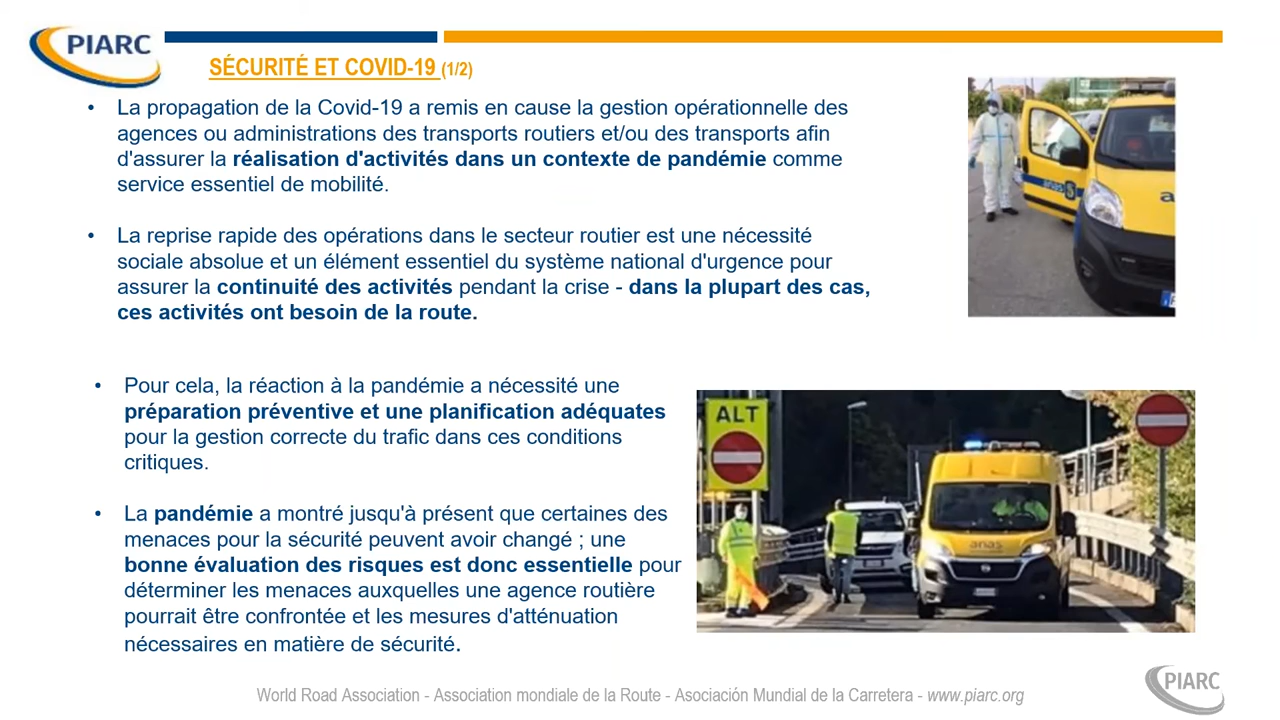 PIARC
SÉCURITÉ ET COVID-19 (1/2)
• La propagation de la Covid-19 a remis en cause la gestion opérationnelle des
agences ou administrations des transports routiers et/ou des transports afin
d'assurer la réalisation d'activités dans un contexte de pandémie comme
service essentiel de mobilité.
• La reprise rapide des opérations dans le secteur routier est une nécessité
sociale absolue et un élément essentiel du système national d'urgence pour
assurer la continuité des activités pendant la crise - dans la plupart des cas,
ces activités ont besoin de la route.
anas
a
• Pour cela, la réaction à la pandémie a nécessité une
préparation préventive et une planification adéquates
pour la gestion correcte du trafic dans ces conditions
critiques.
• La pandémie a montré jusqu'à présent que certaines des
menaces pour la sécurité peuvent avoir changé ; une
bonne évaluation des risques est donc essentielle pour
déterminer les menaces auxquelles une agence routière
pourrait être confrontée et les mesures d'atténuation
nécessaires en matière de sécurité.
ALT
anas
World Road Association - Association mondiale de la Route - Asociación Mundial de la Carretera - www.piarc.org
PIARC